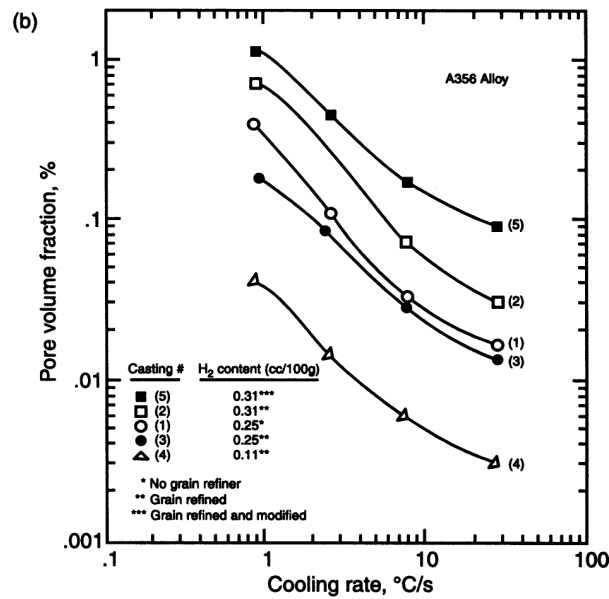 (b)
A356 Alloy
Pore volume fraction, %
1
.1
.01
.001
(5)
(2)
(1)
(3)
(4)
Casting # H2 content (cc/100g)
(5) 0.31***
(2) 0.31**
(1) 0.25*
(3) 0.25**
(4) 0.11**
* No grain refiner
** Grain refined
*** Grain refined and modified
.1 1 10 100
Cooling rate, °C/s